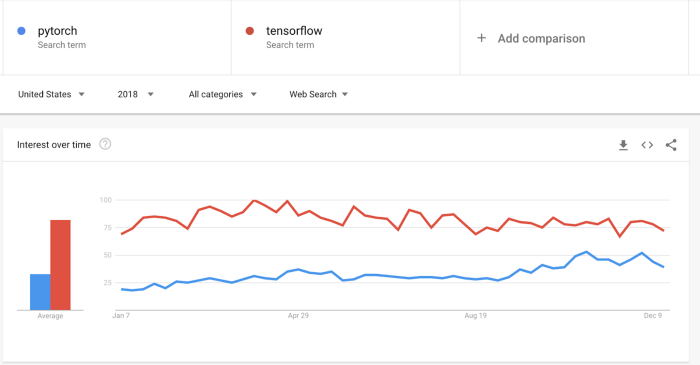 pytorch
Search term
tensorflow
Search term
+ Add comparison
United States
2018
All categories
Web Search
Interest over time
?
100
75
50
25
Average
Jan 7
Apr 29
Aug 19
Dec 9